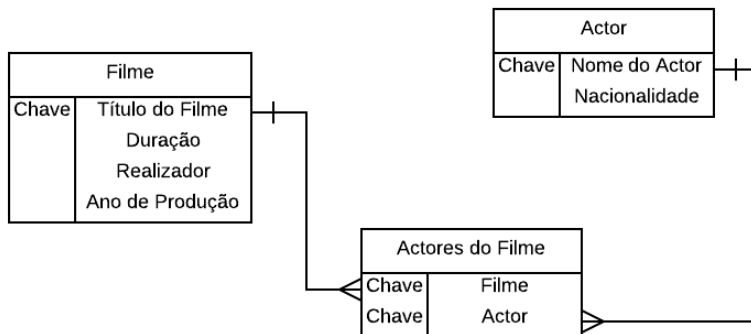 Filme
Chave Título do Filme
Duração
Realizador
Ano de Produção
Actor
Chave Nome do Actor
Nacionalidade
Actores do Filme
Chave Filme
Chave Actor